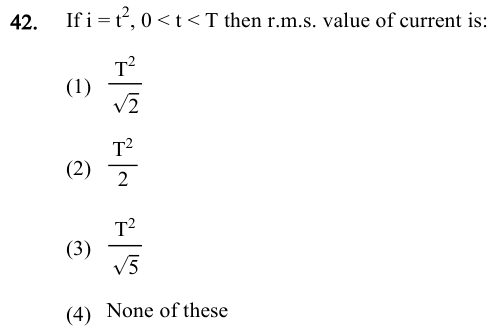 42. If i = t², 0 < t < T then r.m.s. value of current is:
(1) T²/√2
(2) T²/2
(3) T²/√5
(4) None of these